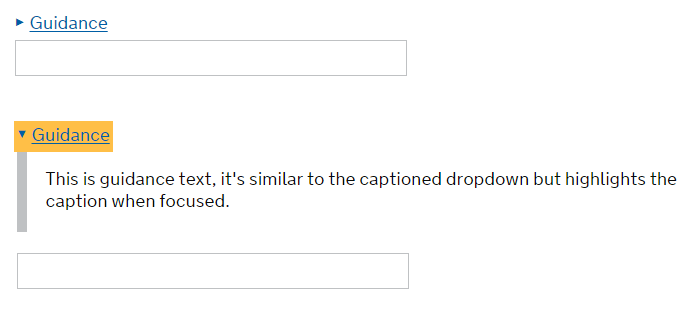 Guidance
Guidance
This is guidance text, it's similar to the captioned dropdown but highlights the
caption when focused.